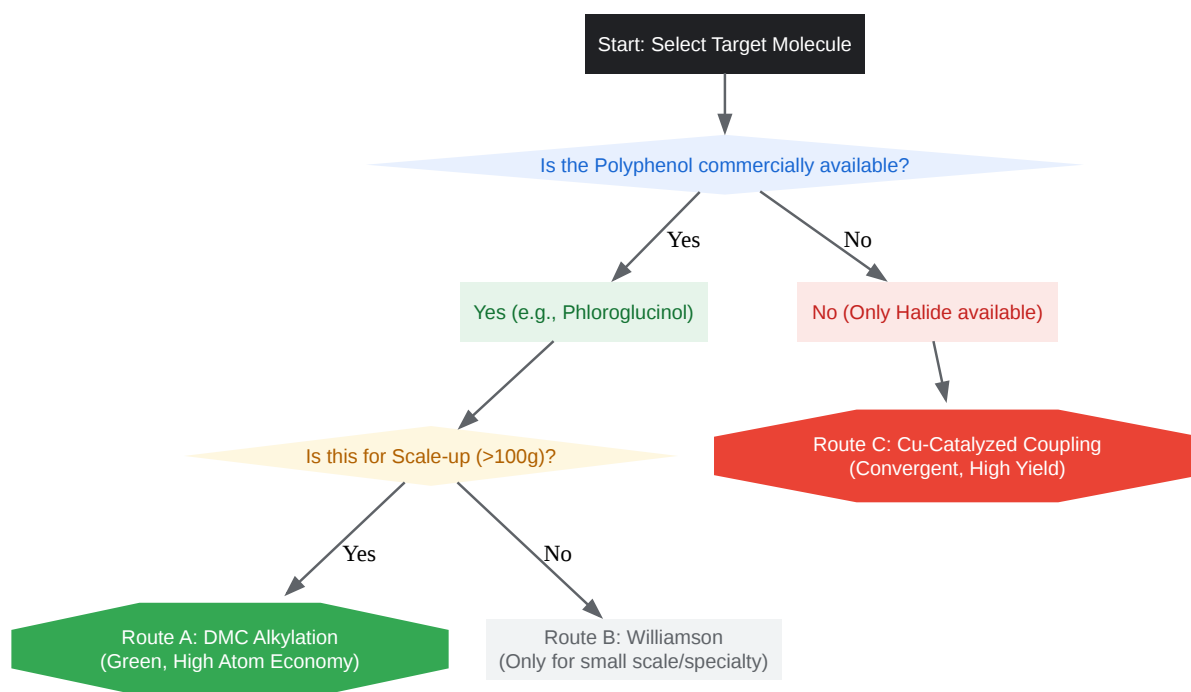 Start: Select Target Molecule
Is the Polyphenol commercially available?
Yes
No
Yes (e.g., Phloroglucinol)
No (Only Halide available)
Is this for Scale-up (>100g)?
Route C: Cu-Catalyzed Coupling
(Convergent, High Yield)
Yes
No
Route A: DMC Alkylation
(Green, High Atom Economy)
Route B: Williamson
(Only for small scale/specialty)